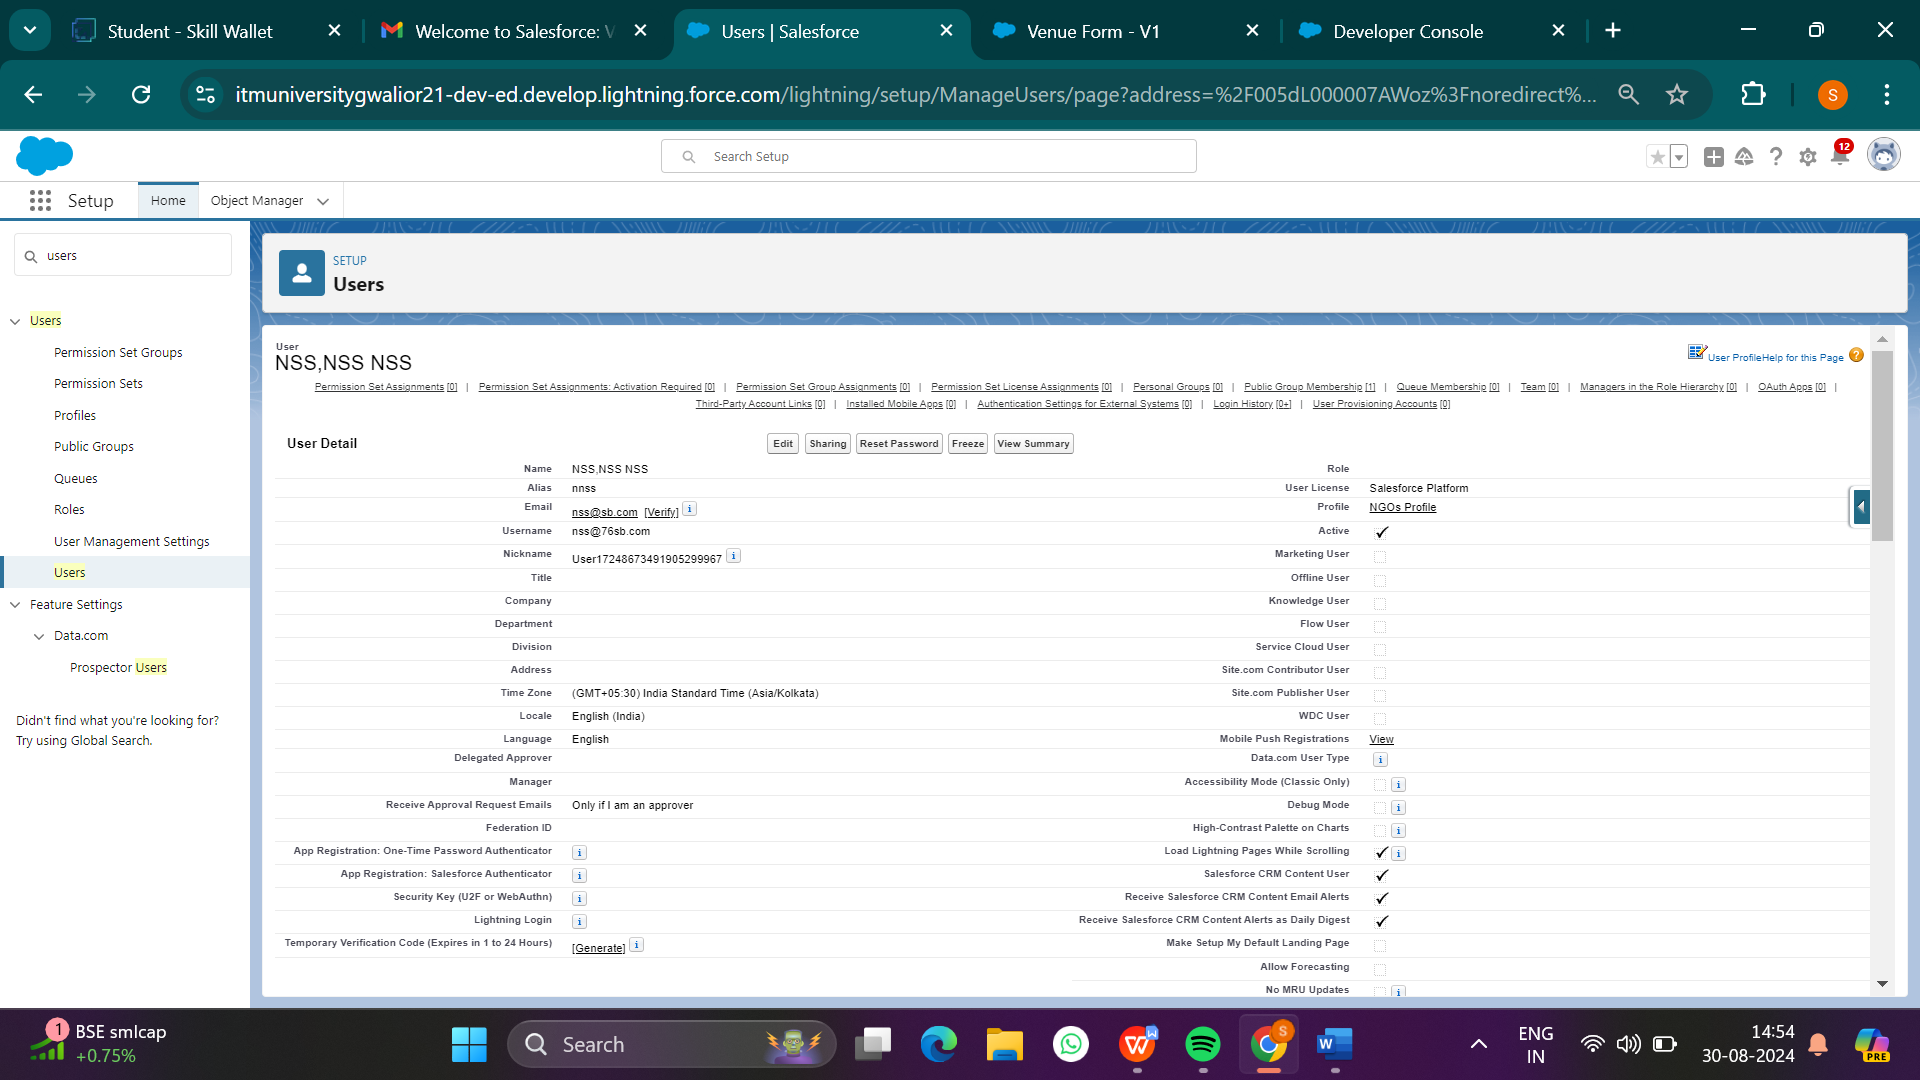 Student - Skill Wallet
Welcome to Salesforce: V
Users | Salesforce
Venue Form - V1
Developer Console
itmuniversitygwalior21-dev-ed.develop.lightning.force.com/lightning/setup/ManageUsers/page?address=%2F005dL000007AWoz%3Fnoredirect%...
S
Search Setup
12
Setup
Home
Object Manager
users
Users
Permission Set Groups
Permission Sets
Profiles
Public Groups
Queues
Roles
User Management Settings
Users
Feature Settings
Data.com
Prospector Users
Didn't find what you're looking for?
Try using Global Search.
SETUP
Users
User
NSS,NSS NSS
User Profile Help for this Page
Permission Set Assignments [0] | Permission Set Assignments: Activation Required [0] | Permission Set Group Assignments [0] | Permission Set License Assignments [0] | Personal Groups [0] | Public Group Membership [1] | Queue Membership [0] | Team [0] | Managers in the Role Hierarchy [0] | OAuth Apps [0] |
Third-Party Account Links [0] | Installed Mobile Apps [0] | Authentication Settings for External Systems [0] | Login History [0+] | User Provisioning Accounts [0]
User Detail
Edit Sharing Reset Password Freeze View Summary
Name NSS,NSS NSS Role
Alias nnss User License Salesforce Platform
Email nss@sb.com [Verify] i Profile NGOs Profile
Username nss@76sb.com Active
Nickname User17248673491905299967 i Marketing User
Title Offline User
Company Knowledge User
Department Flow User
Division Service Cloud User
Address Site.com Contributor User
Time Zone (GMT+05:30) India Standard Time (Asia/Kolkata) Site.com Publisher User
Locale English (India) WDC User
Language English Mobile Push Registrations View
Delegated Approver Data.com User Type i
Manager Accessibility Mode (Classic Only) i
Receive Approval Request Emails Only if I am an approver Debug Mode i
Federation ID High-Contrast Palette on Charts i
App Registration: One-Time Password Authenticator i Load Lightning Pages While Scrolling i
App Registration: Salesforce Authenticator i Salesforce CRM Content User
Security Key (U2F or WebAuthn) i Receive Salesforce CRM Content Email Alerts
Lightning Login i Receive Salesforce CRM Content Alerts as Daily Digest
Temporary Verification Code (Expires in 1 to 24 Hours) [Generate] i Make Setup My Default Landing Page
Allow Forecasting
No MRU Updates i
1
BSE smlcap
+0.75%
Search
W
S
W
ENG
IN
14:54
30-08-2024
PRE